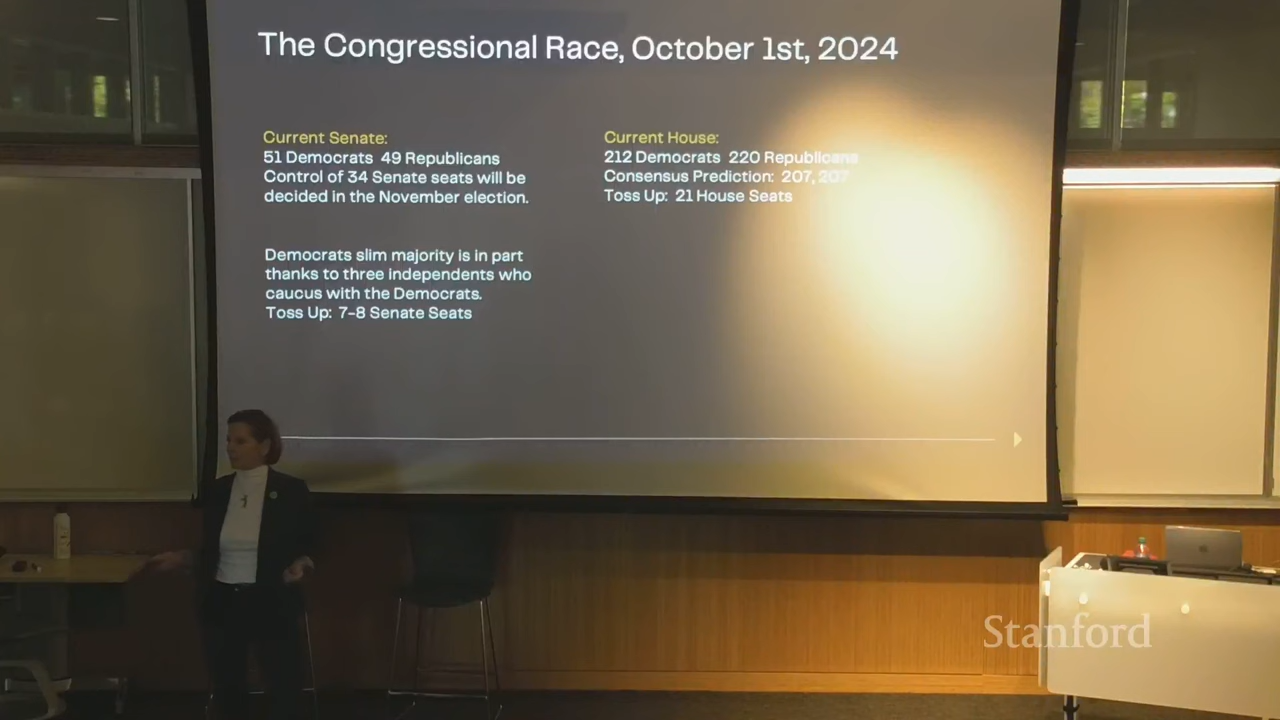 The Congressional Race, October 1st, 2024
Current Senate:
51 Democrats 49 Republicans
Control of 34 Senate seats will be
decided in the November election.
Democrats slim majority is in part
thanks to three independents who
caucus with the Democrats.
Toss Up: 7-8 Senate Seats
Current House:
212 Democrats 220 Republicans
Consensus Prediction: 207, 207
Toss Up: 21 House Seats
Stanford